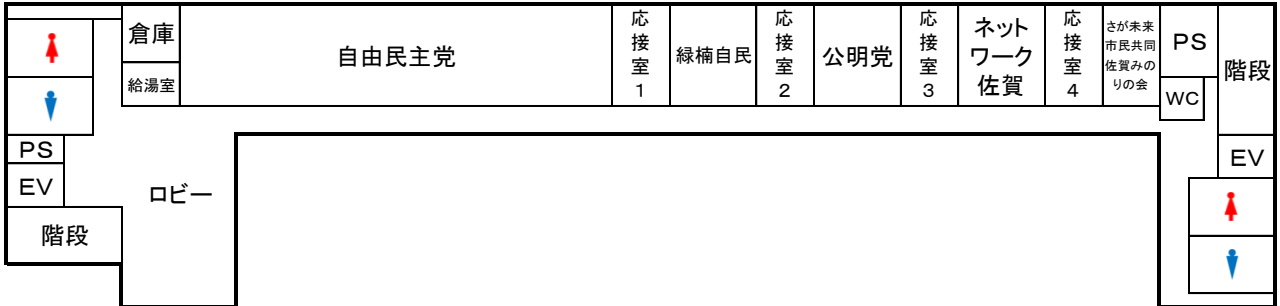 倉庫
給湯室
自由民主党
応
接
室
1
緑楠自民
応
接
室
2
公明党
応
接
室
3
ネット
ワーク
佐賀
応
接
室
4
さが未来
市民共同
佐賀みの
りの会
PS
WC
階段
PS
EV
階段
ロビー
EV